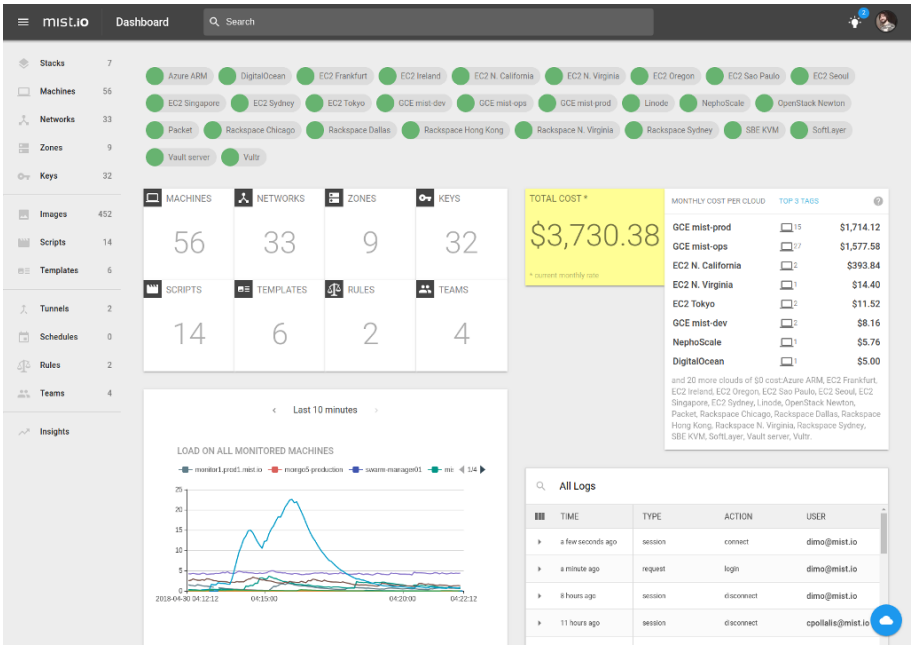 mist.io Dashboard Search 2
Stacks 7
Machines 56
Networks 33
Zones 9
Keys 32
Images 452
Scripts 14
Templates 6
Tunnels 2
Schedules 0
Rules 2
Teams 4
Insights
Azure ARM DigitalOcean EC2 Frankfurt EC2 Ireland EC2 N. California EC2 N. Virginia EC2 Oregon EC2 Sao Paulo EC2 Seoul
EC2 Singapore EC2 Sydney EC2 Tokyo GCE mist-dev GCE mist-ops GCE mist-prod Linode NephoScale OpenStack Newton
Packet Rackspace Chicago Rackspace Dallas Rackspace Hong Kong Rackspace N. Virginia Rackspace Sydney SBE KVM SoftLayer
Vault server Vultr
MACHINES NETWORKS ZONES KEYS
56 33 9 32
SCRIPTS TEMPLATES RULES TEAMS
14 6 2 4
TOTAL COST *
$3,730.38
* current monthly rate
MONTHLY COST PER CLOUD TOP 3 TAGS ?
GCE mist-prod 15 $1,714.12
GCE mist-ops 27 $1,577.58
EC2 N. California 2 $393.84
EC2 N. Virginia 1 $14.40
EC2 Tokyo 2 $11.52
GCE mist-dev 2 $8.16
NephoScale 1 $5.76
DigitalOcean 1 $5.00
and 20 more clouds of $0 cost:Azure ARM, EC2 Frankfurt,
EC2 Ireland, EC2 Oregon, EC2 Sao Paulo, EC2 Seoul, EC2
Singapore, EC2 Sydney, Linode, OpenStack Newton,
Packet, Rackspace Chicago, Rackspace Dallas, Rackspace
Hong Kong, Rackspace N. Virginia, Rackspace Sydney,
SBE KVM, SoftLayer, Vault server, Vultr.
Last 10 minutes
LOAD ON ALL MONITORED MACHINES
monitor1.prod1.mist.io mongo5 production swarm-manager01 1/4
25
20
15
10
5
0
2018-04-30 04:12:12 04:15:00 04:20:00 04:22:12
All Logs
TIME TYPE ACTION USER
a few seconds ago session connect dimo@mist.io
a minute ago request login dimo@mist.io
8 hours ago session disconnect dimo@mist.io
11 hours ago session disconnect cpollalis@mist.io